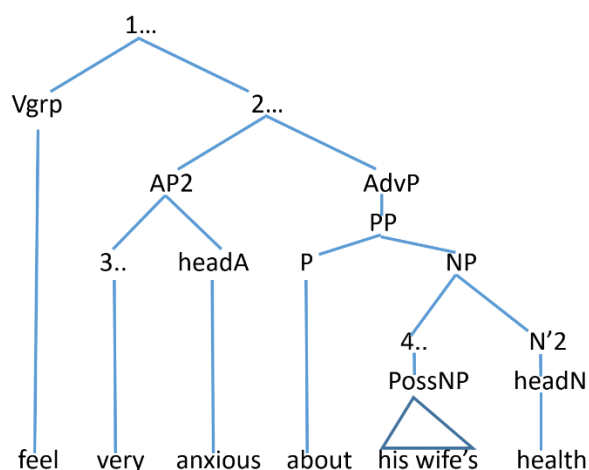 1...
Vgrp 2...
AP2 AdvP
PP
3.. headA P NP
4.. N'2
PossNP headN
feel very anxious about his wife's health